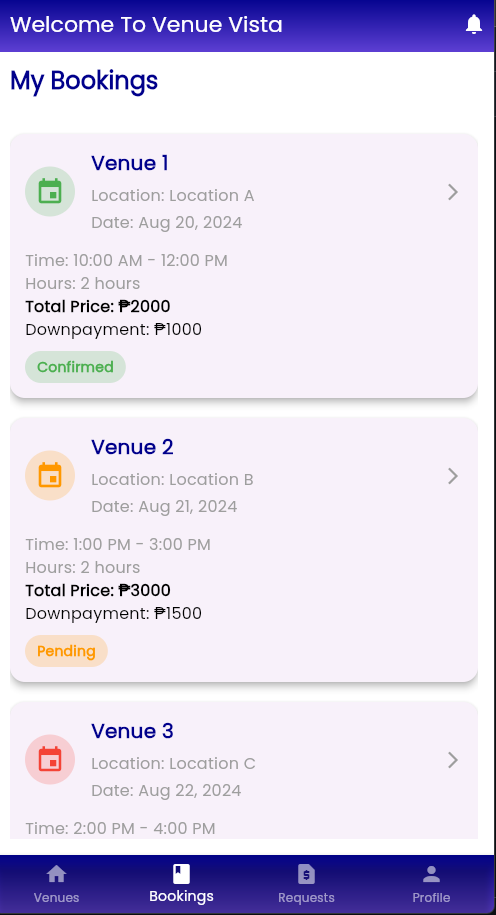 Welcome To Venue Vista
My Bookings
Venue 1
Location: Location A
Date: Aug 20, 2024
Time: 10:00 AM - 12:00 PM
Hours: 2 hours
Total Price: ₱2000
Downpayment: ₱1000
Confirmed
Venue 2
Location: Location B
Date: Aug 21, 2024
Time: 1:00 PM - 3:00 PM
Hours: 2 hours
Total Price: ₱3000
Downpayment: ₱1500
Pending
Venue 3
Location: Location C
Date: Aug 22, 2024
Time: 2:00 PM - 4:00 PM
Venues
Bookings
Requests
Profile